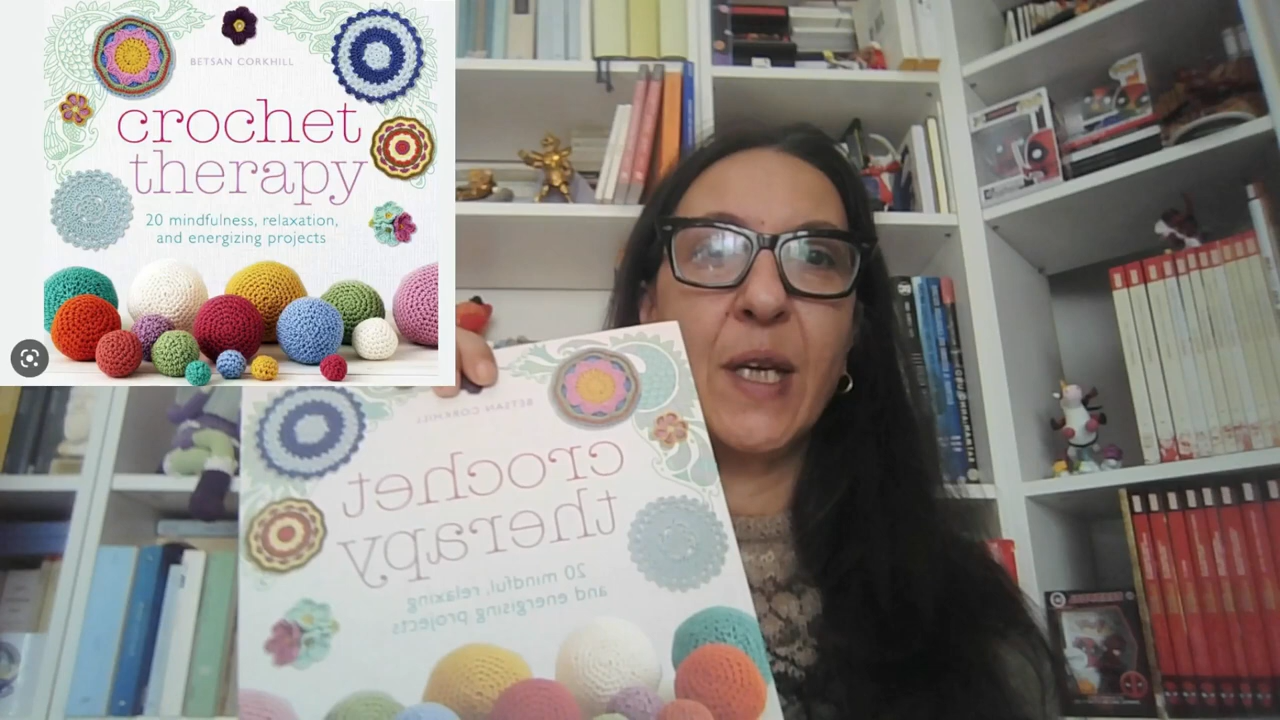 BETSAN CORKHILL
crochet
therapy
20 mindfulness, relaxation,
and energizing projects
BETSAN CORKHILL
crochet
therapy
20 mindful, relaxing
and energising projects